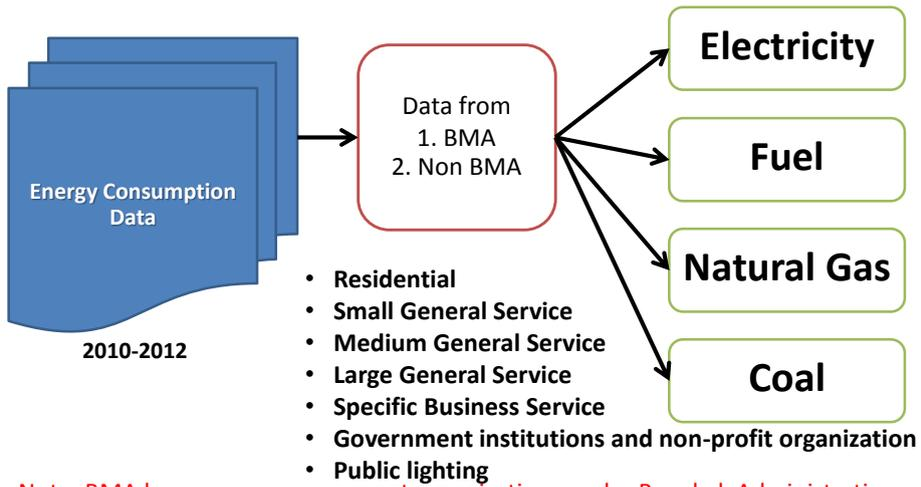 Energy Consumption
Data
2010-2012
Data from
1. BMA
2. Non BMA
Electricity
Fuel
Natural Gas
Coal
• Residential
• Small General Service
• Medium General Service
• Large General Service
• Specific Business Service
• Government institutions and non-profit organization
• Public lighting
BMA